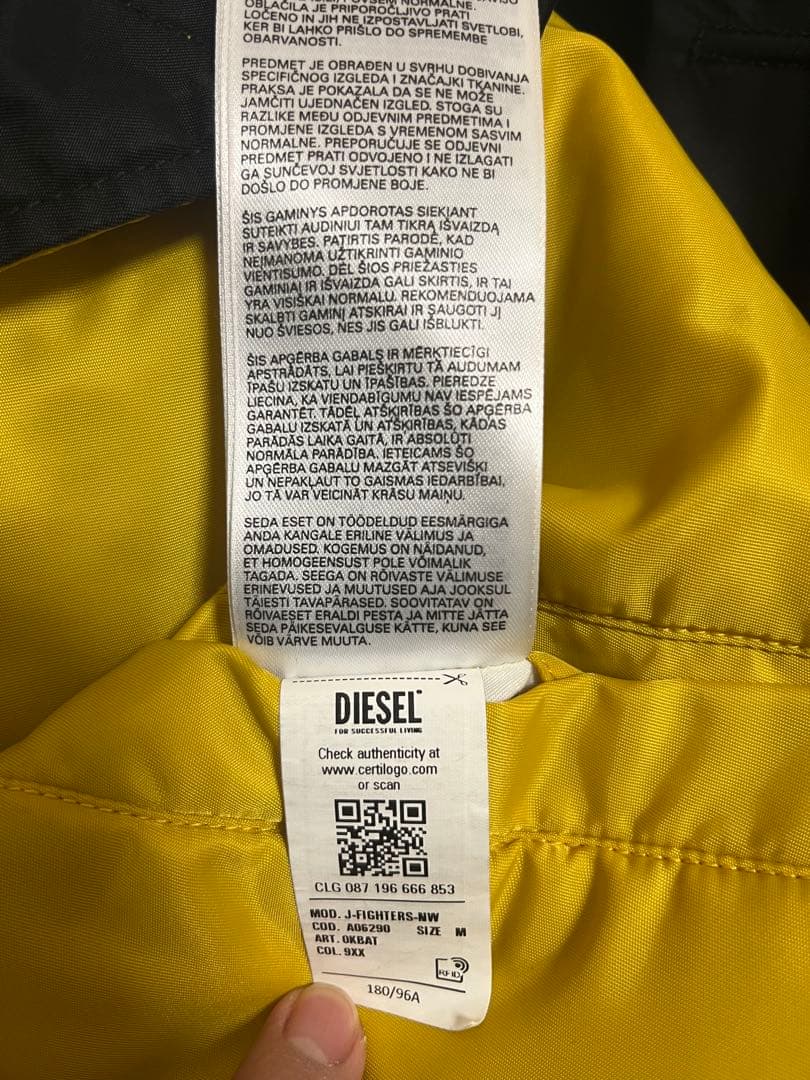 OBLAČILA JE PRIPOROČLJIVO PRATI
LOČENO IN JIH NE IZPOSTAVLJATI SVETLOBI,
KER BI LAHKO PRIŠLO DO SPREMEMBE
OBARVANOSTI.
PREDMET JE OBRAĐEN U SVRHU DOBIVANJA
SPECIFIČNOG IZGLEDA I ZNAČAJKI TKANINE.
PRAKSA JE POKAZALA DA SE NE MOŽE
JAMČITI UJEDNAČEN IZGLED. STOGA SU
RAZLIKE MEĐU ODJEVNIM PREDMETIMA I
PROMJENE IZGLEDA S VREMENOM SASVIM
NORMALNE. PREPORUČUJE SE ODJEVNI
PREDMET PRATI ODVOJENO I NE IZLAGATI
GA SUNČEVOJ SVJETLOSTI KAKO NE BI
DOŠLO DO PROMJENE BOJE.
ŠIS GAMINYS APDOROTAS SIEKIANT
SUTEIKTI AUDINIUI TAM TIKRĄ IŠVAIZDĄ
IR SAVYBES. PATIRTIS PARODĖ, KAD
NEĮMANOMA UŽTIKRINTI GAMINIO
VIENTISUMO. DĖL ŠIOS PRIEŽASTIES
GAMINIAI IR IŠVAIZDA GALI SKIRTIS, IR TAI
YRA VISIŠKAI NORMALU. REKOMENDUOJAMA
SKALBTI GAMINĮ ATSKIRAI IR SAUGOTI JĮ
NUO ŠVIESOS, NES JIS GALI IŠBLUKTI.
ŠIS APĢĒRBA GABALS IR MĒRĶTIECĪGI
APSTRĀDĀTS, LAI PIEŠĶIRTU TĀ AUDUMAM
ĪPAŠU IZSKATU UN ĪPAŠĪBAS. PIEREDZE
LIECINA, KA VIENDABĪGUMU NAV IESPĒJAMS
GARANTĒT. TĀDĒĻ ATŠĶIRĪBAS ŠO APĢĒRBA
GABALU IZSKATĀ UN ATŠĶIRĪBAS, KĀDAS
PARĀDĀS LAIKA GAITĀ, IR ABSOLŪTI
NORMĀLA PARĀDĪBA. IETEICAMS ŠO
APĢĒRBA GABALU MAZGĀT ATSEVIŠĶI
UN NEPAKĻAUT TO GAISMAS IEDARBĪBAI,
JO TĀ VAR VEICINĀT KRĀSU MAIŅU.
SEDA ESET ON TÖÖDELDUD EESMÄRGIGA
ANDA KANGALE ERILINE VÄLIMUS JA
OMADUSED. KOGEMUS ON NÄIDANUD,
ET HOMOGEENSUST POLE VÕIMALIK
TAGADA. SEEGA ON RÕIVASTE VÄLIMUSE
ERINEVUSED JA MUUTUSED AJA JOOKSUL
TÄIESTI TAVAPÄRASED. SOOVITATAV ON
RÕIVAESET ERALDI PESTA JA MITTE JÄTTA
SEDA PÄIKESEVALGUSE KÄTTE, KUNA SEE
VÕIB VÄRVE MUUTA.
DIESEL
FOR SUCCESSFUL LIVING
Check authenticity at
www.certilogo.com
or scan
CLG 087 196 666 853
MOD. J-FIGHTERS-NW
COD. A06290 SIZE M
ART. 0KBAT
COL. 9XX
RFID
180/96A